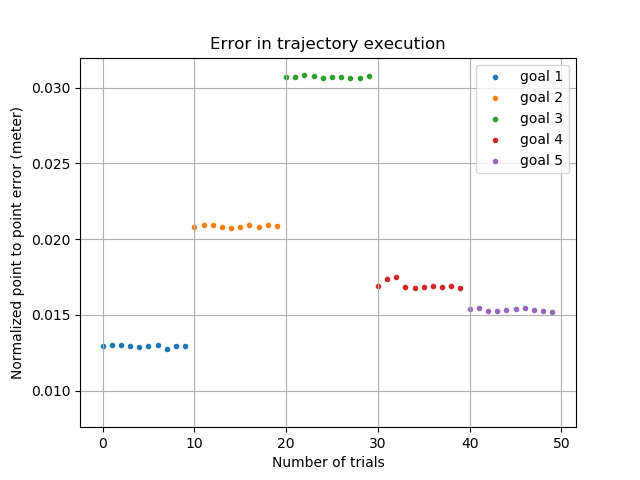 Error in trajectory execution
Normalized point to point error (meter)
0.030
0.025
0.020
0.015
0.010
goal 1
goal 2
goal 3
goal 4
goal 5
0 10 20 30 40 50
Number of trials